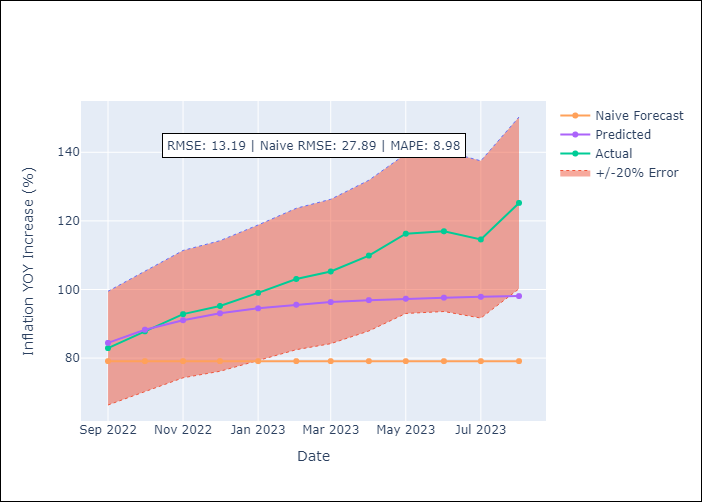 RMSE: 13.19 | Naive RMSE: 27.89 | MAPE: 8.98
Naive Forecast
Predicted
Actual
+/-20% Error
Inflation YOY Increase (%)
140
120
100
80
Sep 2022
Nov 2022
Jan 2023
Mar 2023
May 2023
Jul 2023
Date